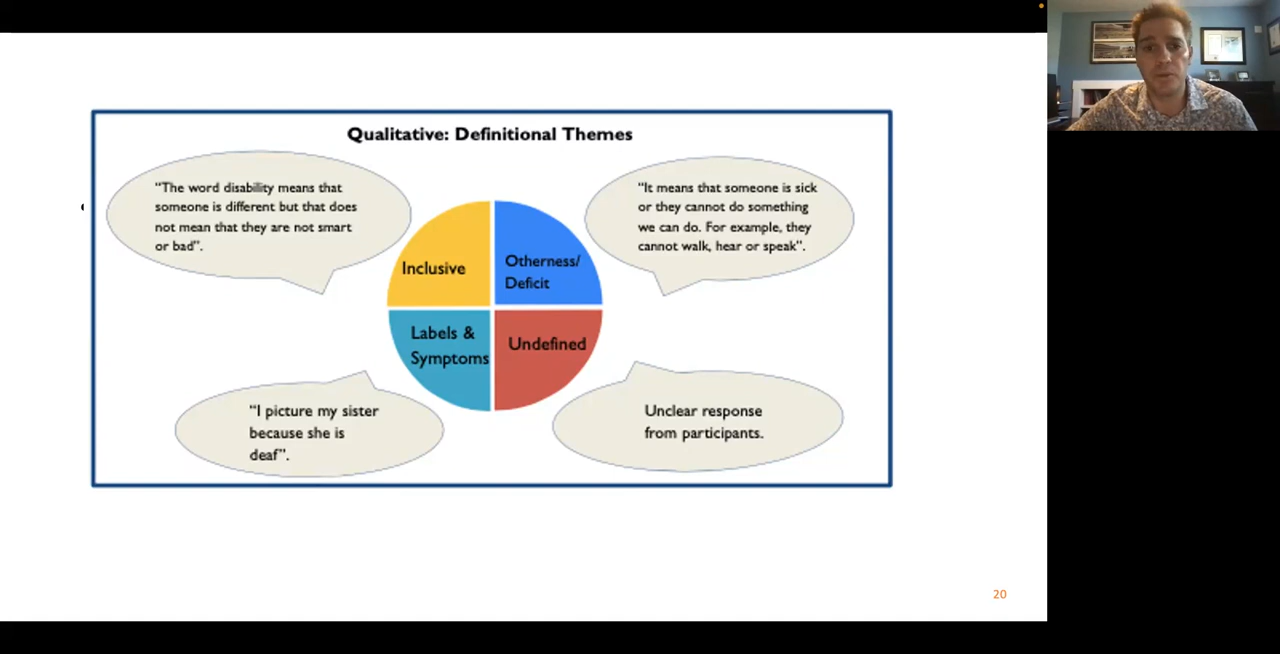 Qualitative: Definitional Themes
“The word disability means that
someone is different but that does
not mean that they are not smart
or bad”.
“It means that someone is sick
or they cannot do something
we can do. For example, they
cannot walk, hear or speak”.
Inclusive
Otherness/
Deficit
Labels &
Symptoms
Undefined
“I picture my sister
because she is
deaf”.
Unclear response
from participants.
20